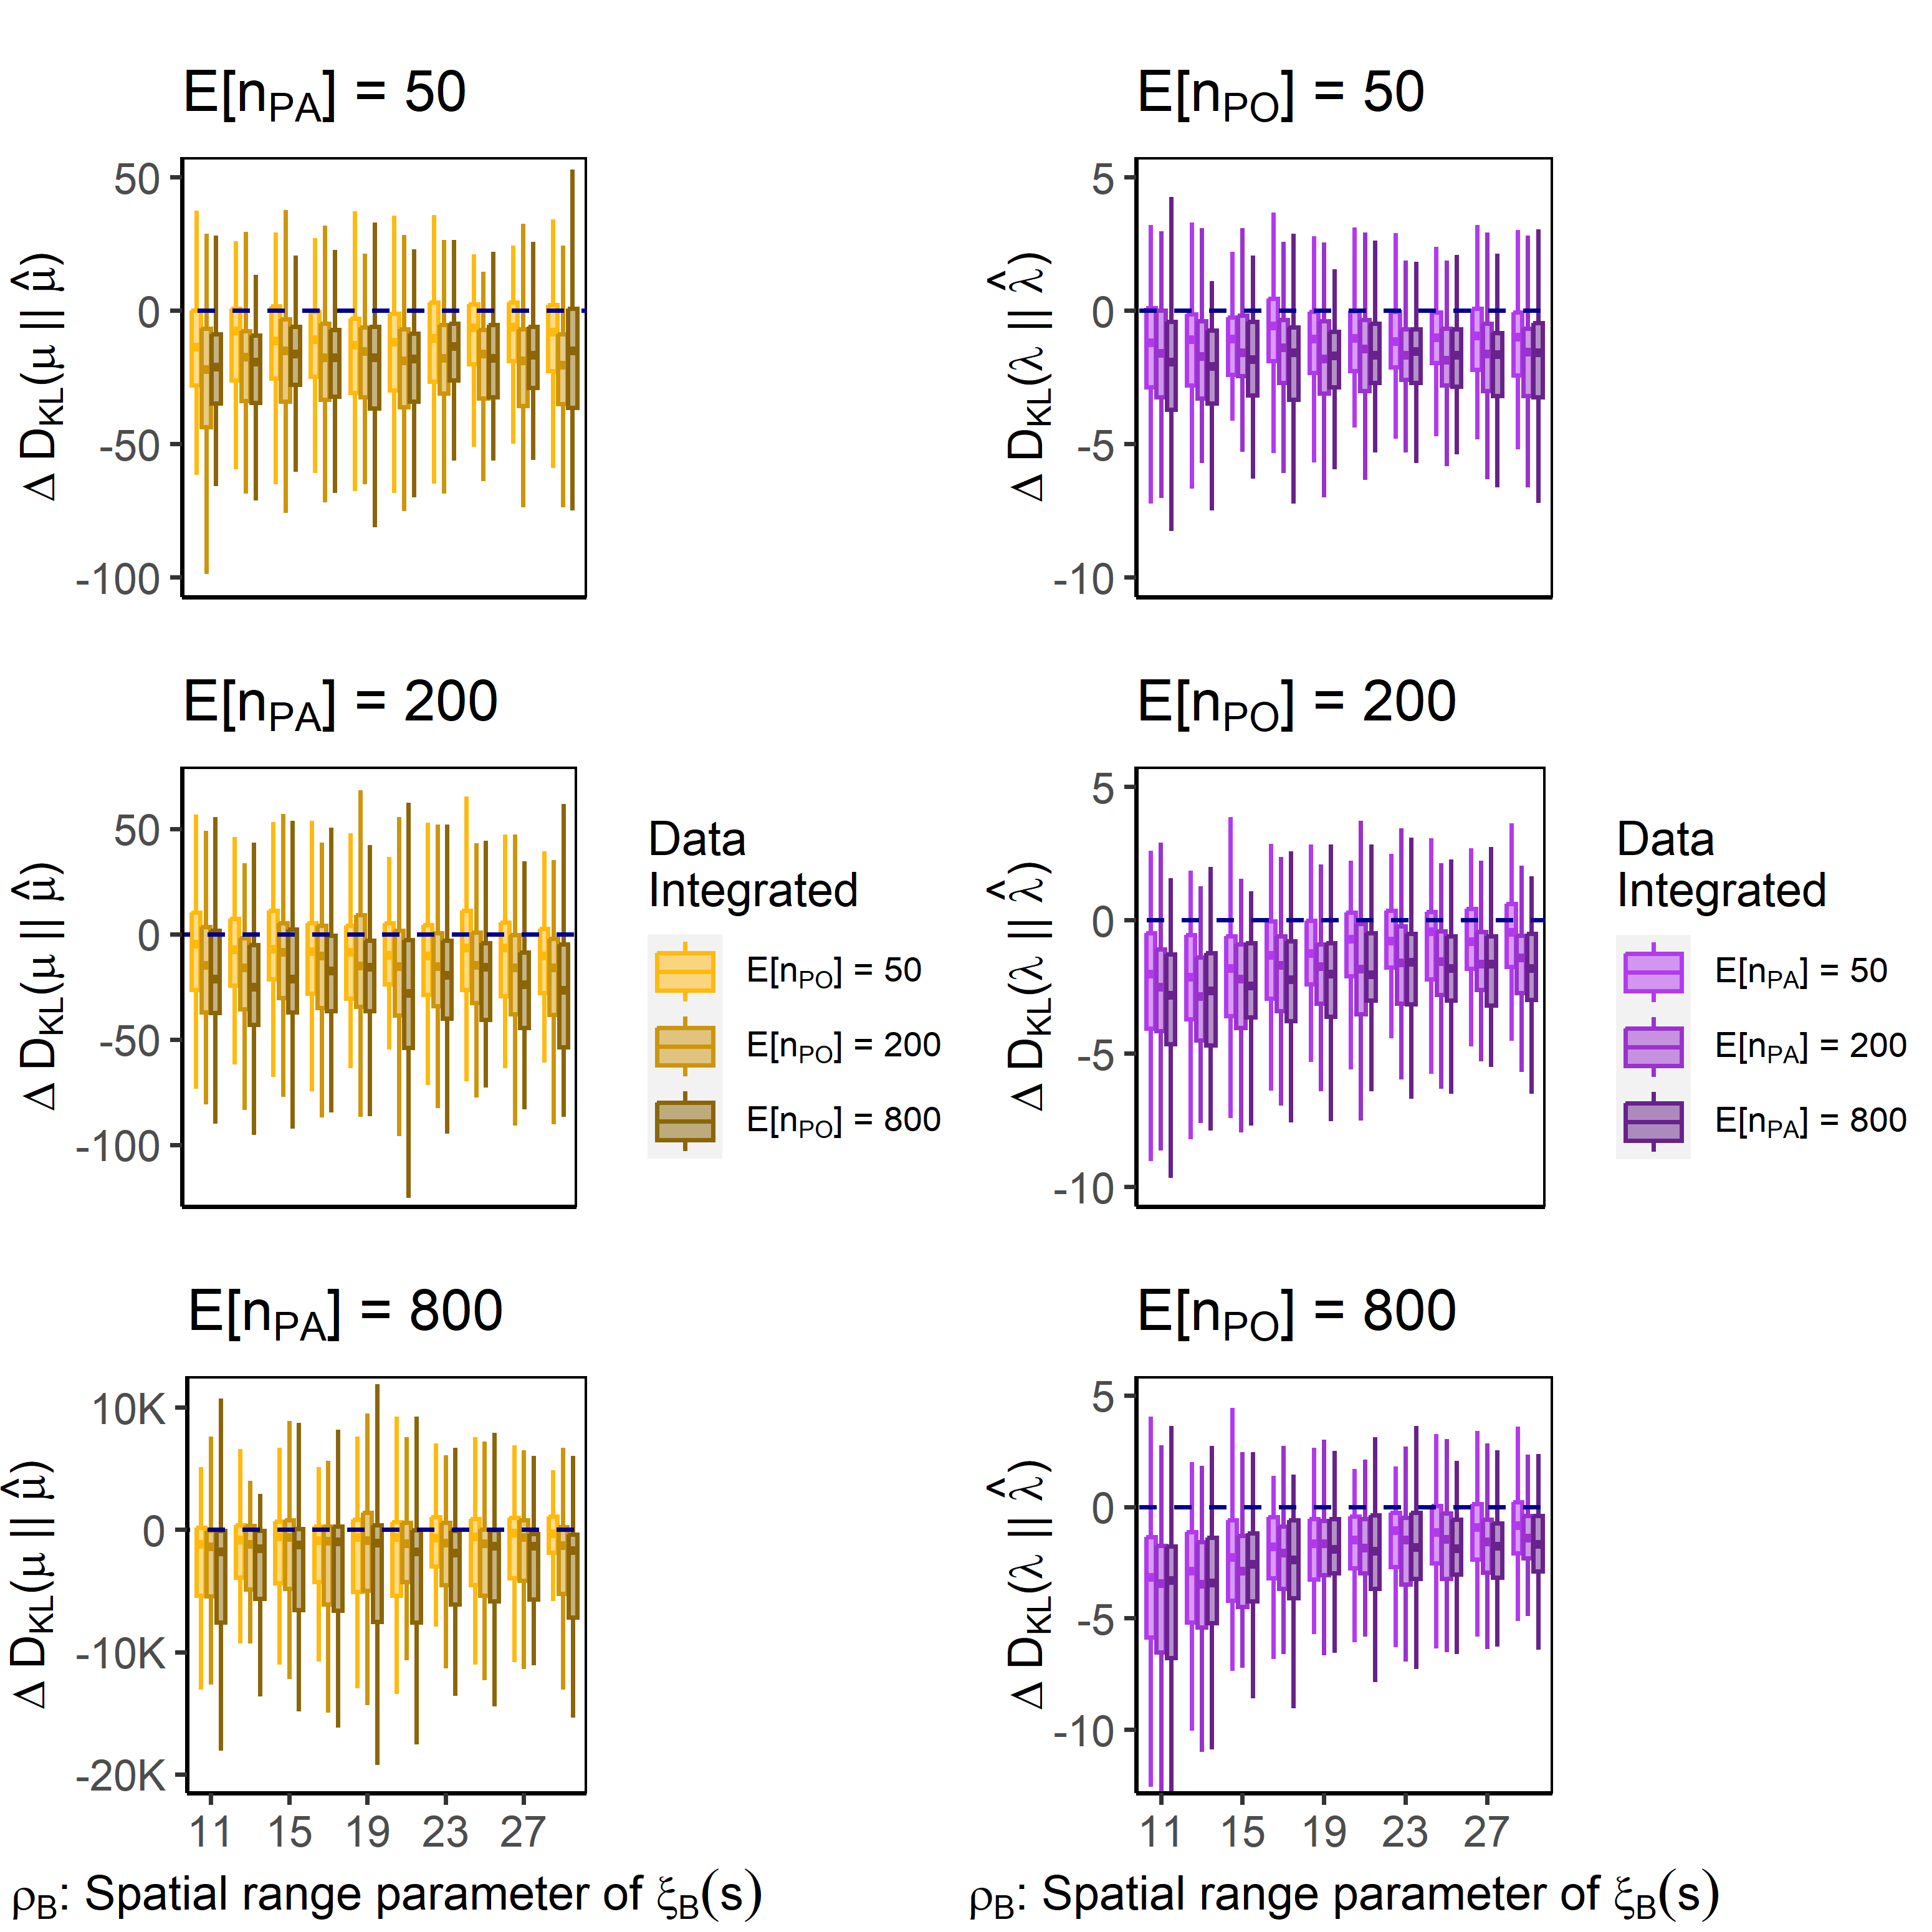 E[nPA] = 50
50
0
-50
-100
Δ DKL(μ || μ̂)
E[nPO] = 50
5
0
-5
-10
Δ DKL(λ || λ̂)
E[nPA] = 200
50
0
-50
-100
Δ DKL(μ || μ̂)
Data
Integrated
E[nPO] = 50
E[nPO] = 200
E[nPO] = 800
E[nPO] = 200
5
0
-5
-10
Δ DKL(λ || λ̂)
Data
Integrated
E[nPA] = 50
E[nPA] = 200
E[nPA] = 800
E[nPA] = 800
10K
0
-10K
-20K
Δ DKL(μ || μ̂)
11 15 19 23 27
ρB: Spatial range parameter of ξB(s)
E[nPO] = 800
5
0
-5
-10
Δ DKL(λ || λ̂)
11 15 19 23 27
ρB: Spatial range parameter of ξB(s)